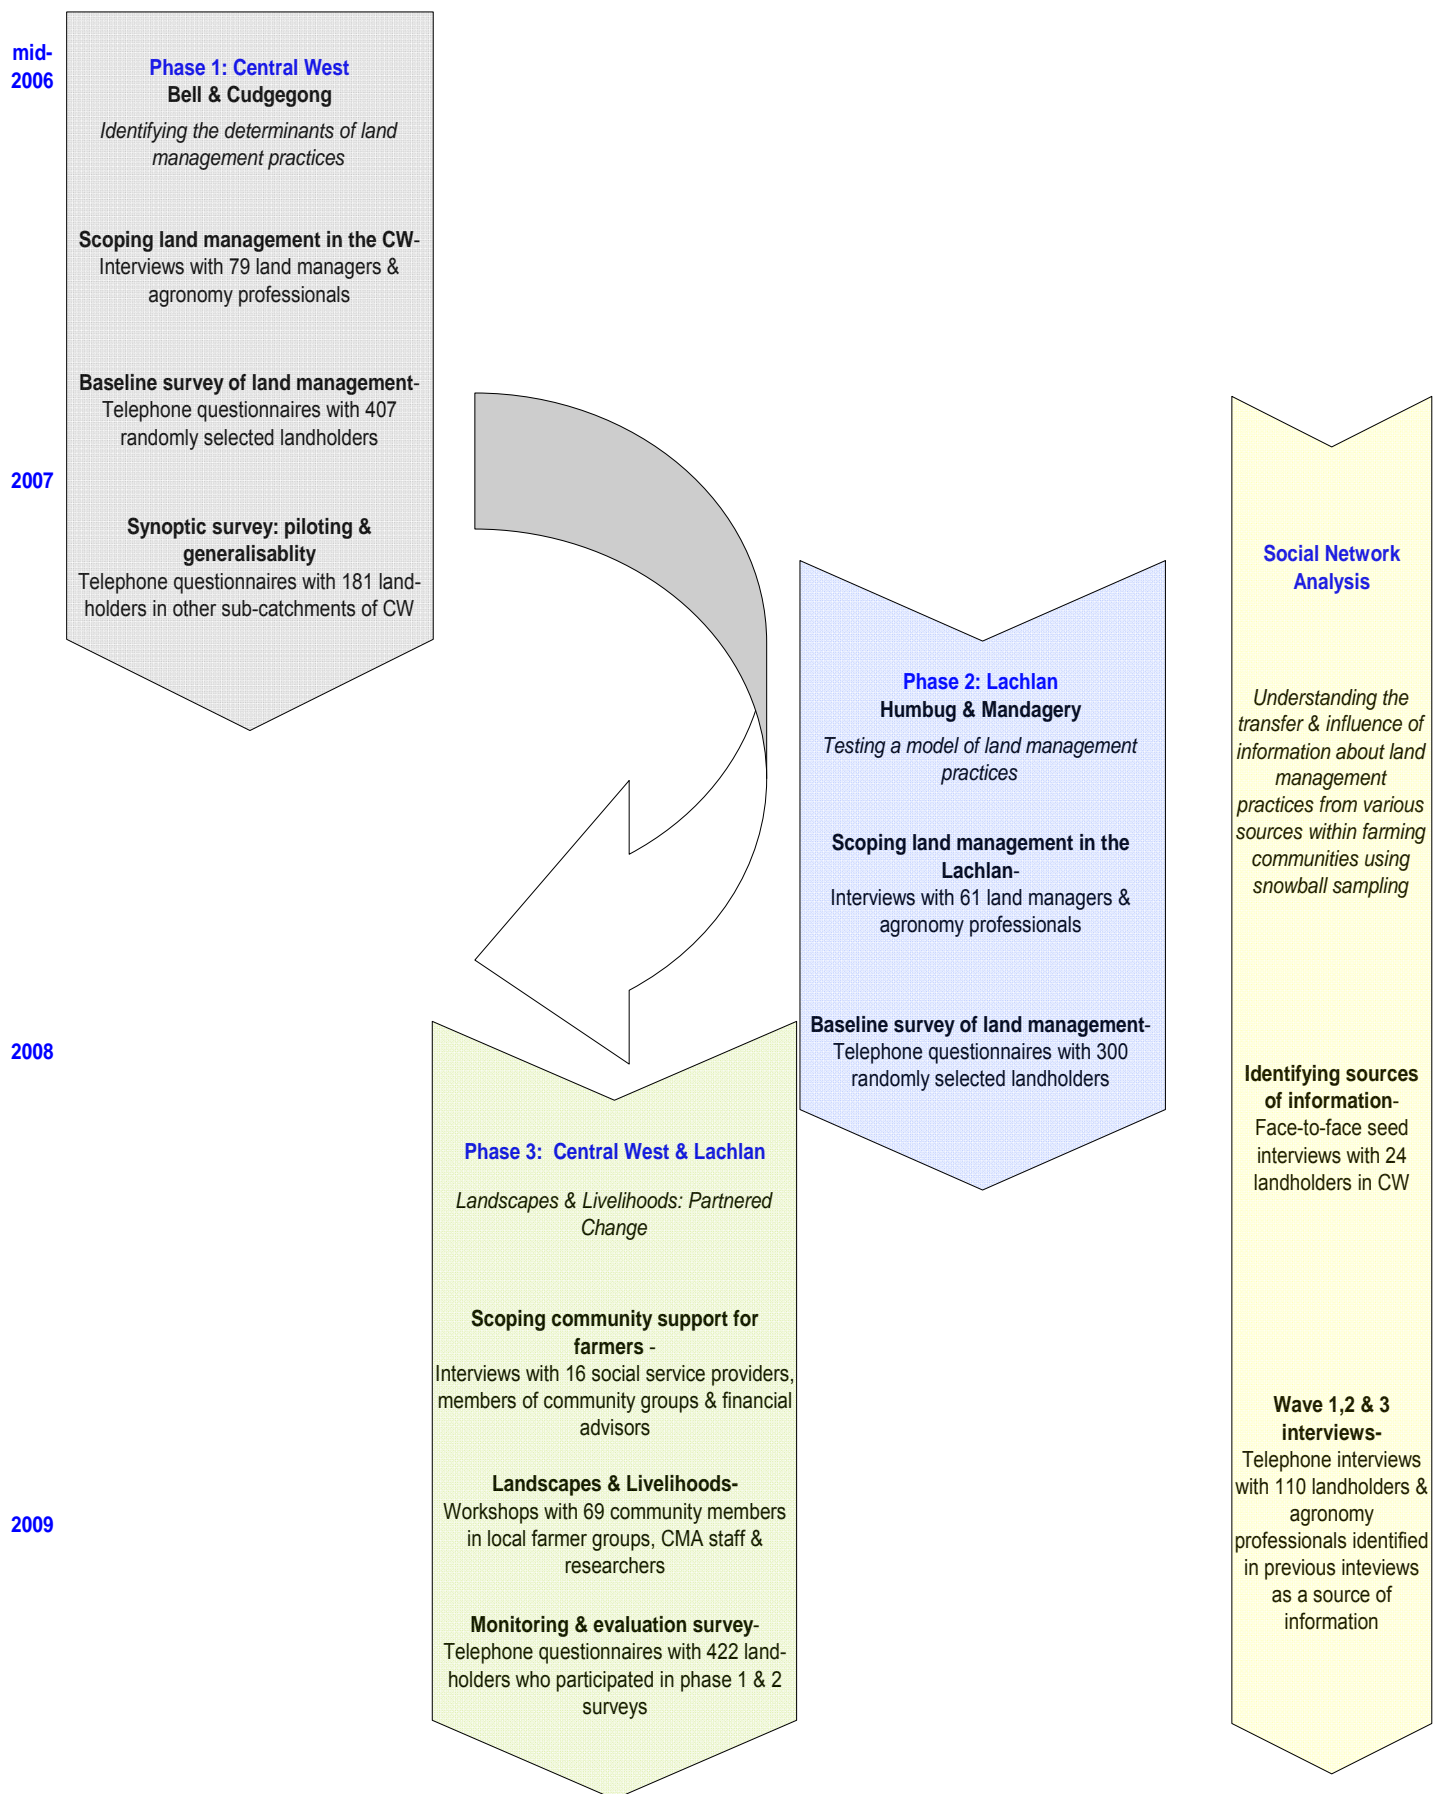 mid-
2006
Phase 1: Central West
Bell & Cudgegong
Identifying the determinants of land
management practices
Scoping land management in the CW-
Interviews with 79 land managers &
agronomy professionals
Baseline survey of land management-
Telephone questionnaires with 407
randomly selected landholders
2007
Synoptic survey: piloting &
generalisablity
Telephone questionnaires with 181 land-
holders in other sub-catchments of CW
Phase 2: Lachlan
Humbug & Mandagery
Testing a model of land management
practices
Scoping land management in the
Lachlan-
Interviews with 61 land managers &
agronomy professionals
Baseline survey of land management-
Telephone questionnaires with 300
randomly selected landholders
2008
Phase 3: Central West & Lachlan
Landscapes & Livelihoods: Partnered
Change
Scoping community support for
farmers -
Interviews with 16 social service providers,
members of community groups & financial
advisors
Landscapes & Livelihoods-
Workshops with 69 community members
in local farmer groups, CMA staff &
researchers
2009
Monitoring & evaluation survey-
Telephone questionnaires with 422 land-
holders who participated in phase 1 & 2
surveys
Social Network
Analysis
Understanding the
transfer & influence of
information about land
management
practices from various
sources within farming
communities using
snowball sampling
Identifying sources
of information-
Face-to-face seed
interviews with 24
landholders in CW
Wave 1,2 & 3
interviews-
Telephone interviews
with 110 landholders &
agronomy
professionals identified
in previous inteviews
as a source of
information